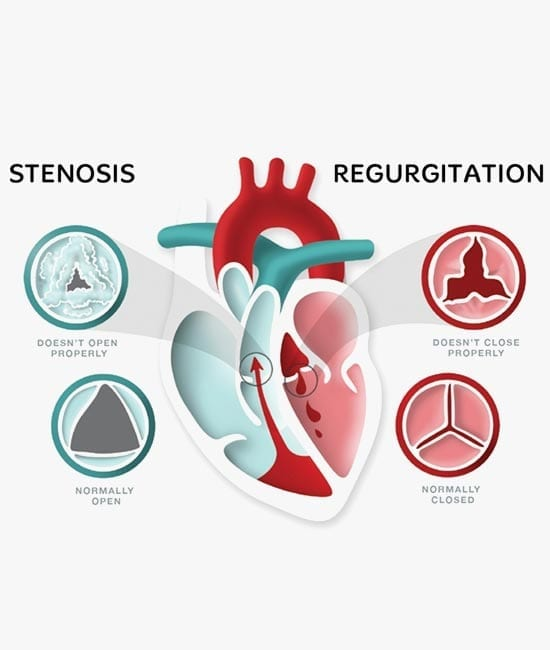 STENOSIS
REGURGITATION
DOESN'T OPEN
PROPERLY
DOESN'T CLOSE
PROPERLY
NORMALLY
OPEN
NORMALLY
CLOSED